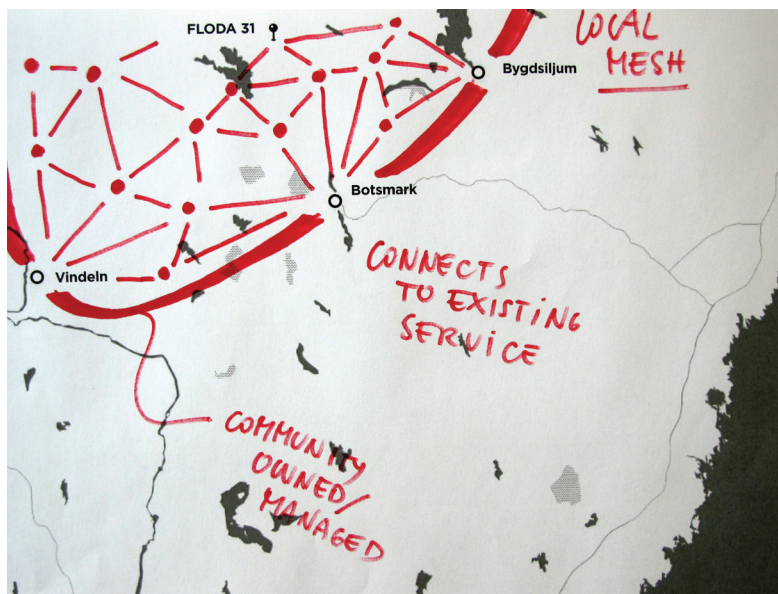 FLODA 31
LOCAL
MESH
Bygdsiljum
Botsmark
Vindeln
CONNECTS
TO EXISTING
SERVICE
COMMUNITY
OWNED/
MANAGED